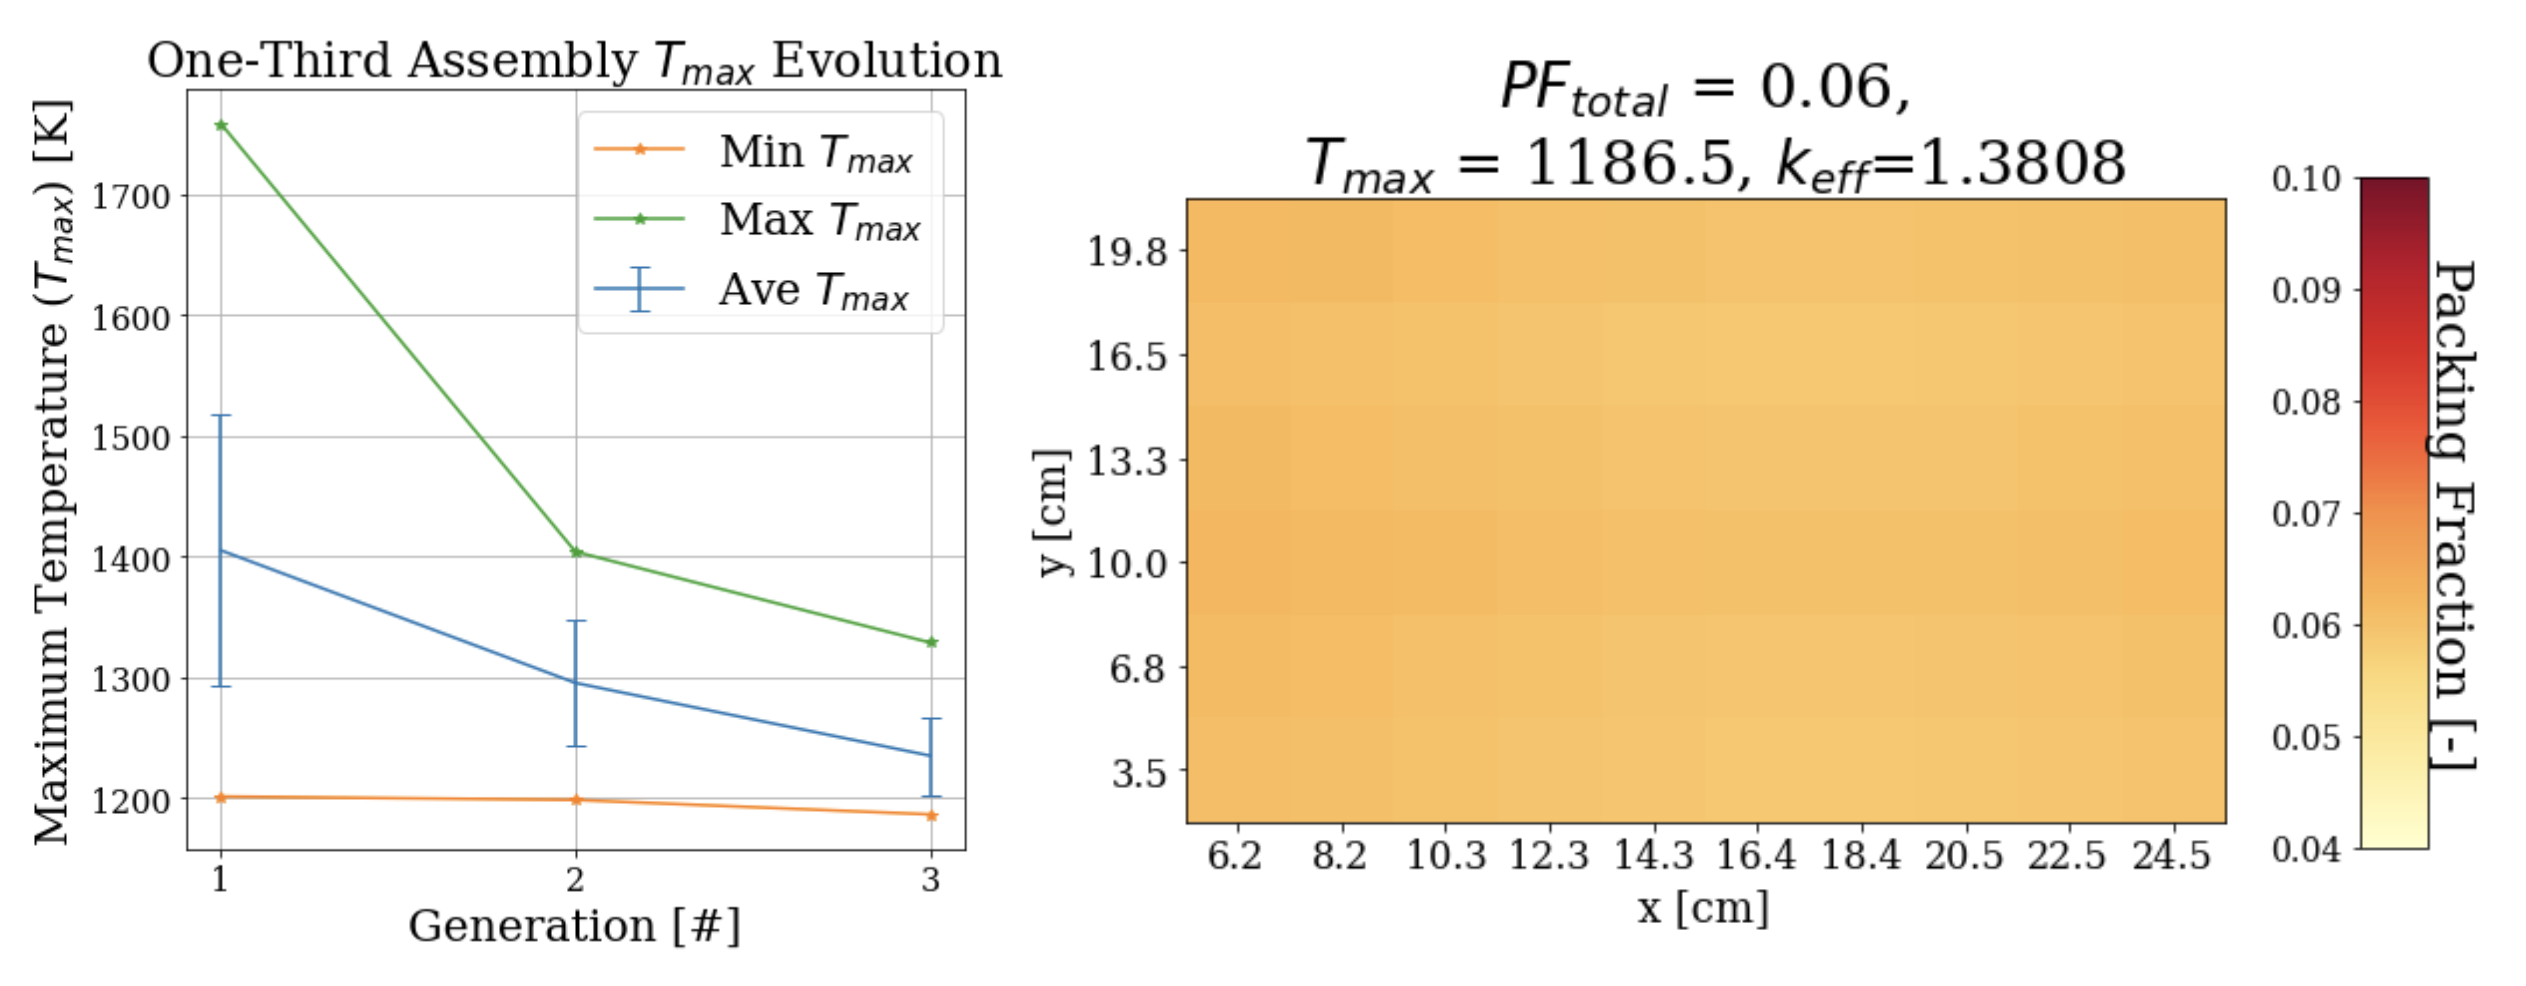 One-Third Assembly T_max Evolution
Maximum Temperature (T_max) [K]
1700
1600
1500
1400
1300
1200
Min T_max
Max T_max
Ave T_max
1
2
3
Generation [#]
PF_total = 0.06,
T_max = 1186.5, k_eff=1.3808
y [cm]
19.8
16.5
13.3
10.0
6.8
3.5
6.2 8.2 10.3 12.3 14.3 16.4 18.4 20.5 22.5 24.5
x [cm]
0.10
0.09
0.08
0.07
0.06
0.05
0.04
Packing Fraction [-]